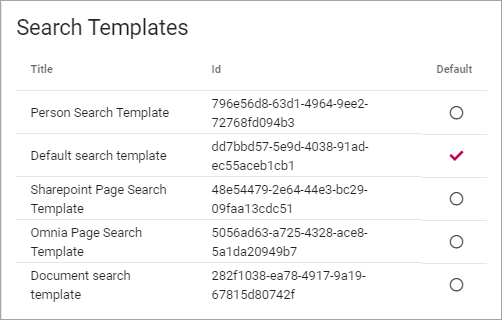 Search Templates
Title Id Default
Person Search Template 796e56d8-63d1-4964-9ee2-
72768fd094b3
Default search template dd7bbd57-5e9d-4038-91ad-
ec55aceb1cb1
Sharepoint Page Search 48e54479-2e64-44e3-bc29-
Template 09faa13cdc51
Omnia Page Search 5056ad63-a725-4328-ace8-
Template 5a1da20949b7
Document search 282f1038-ea78-4917-9a19-
template 67815d80742f